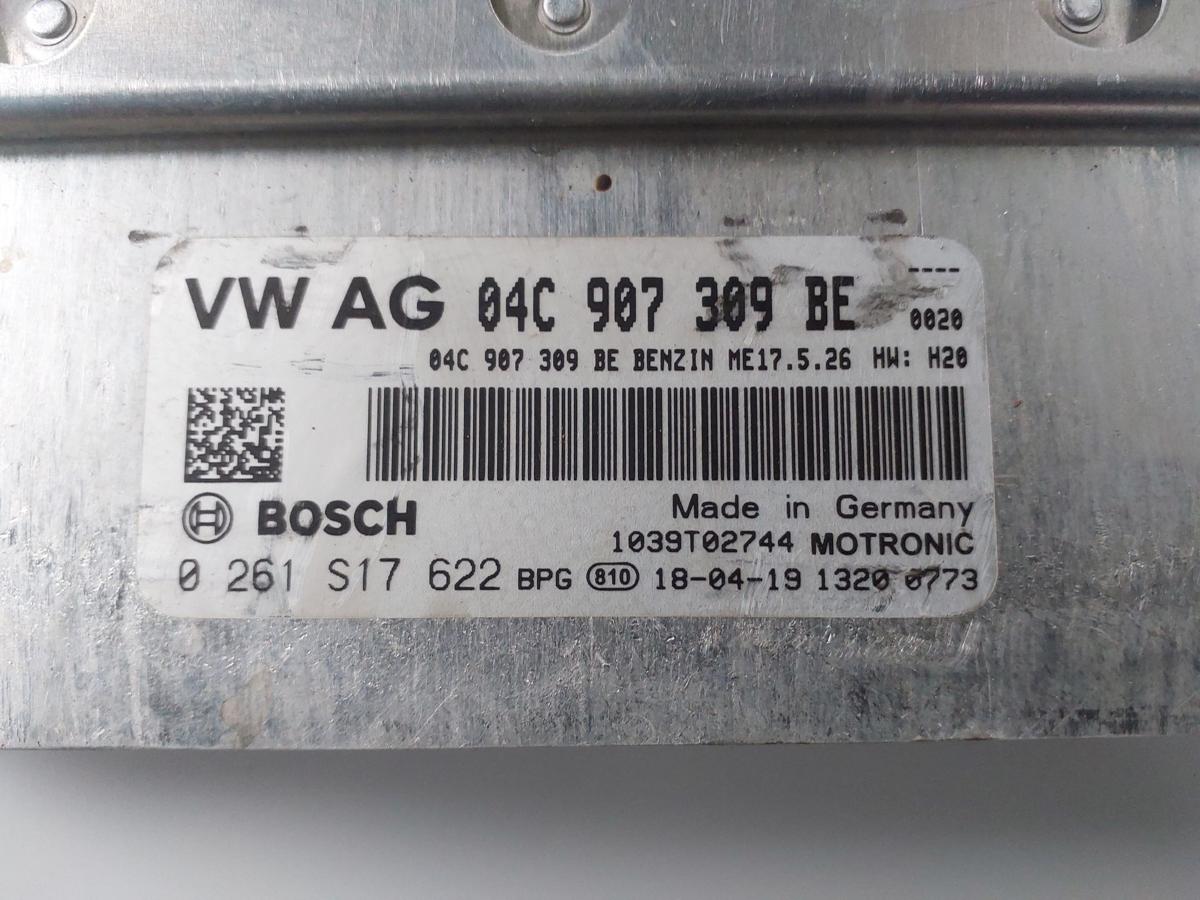 VW AG 04C 907 309 BE ----
0020
04C 907 309 BE BENZIN ME17.5.26 HW: H20
BOSCH
Made in Germany
1039T02744 MOTRONIC
0 261 S17 622 BPG 810 18-04-19 1320 0773